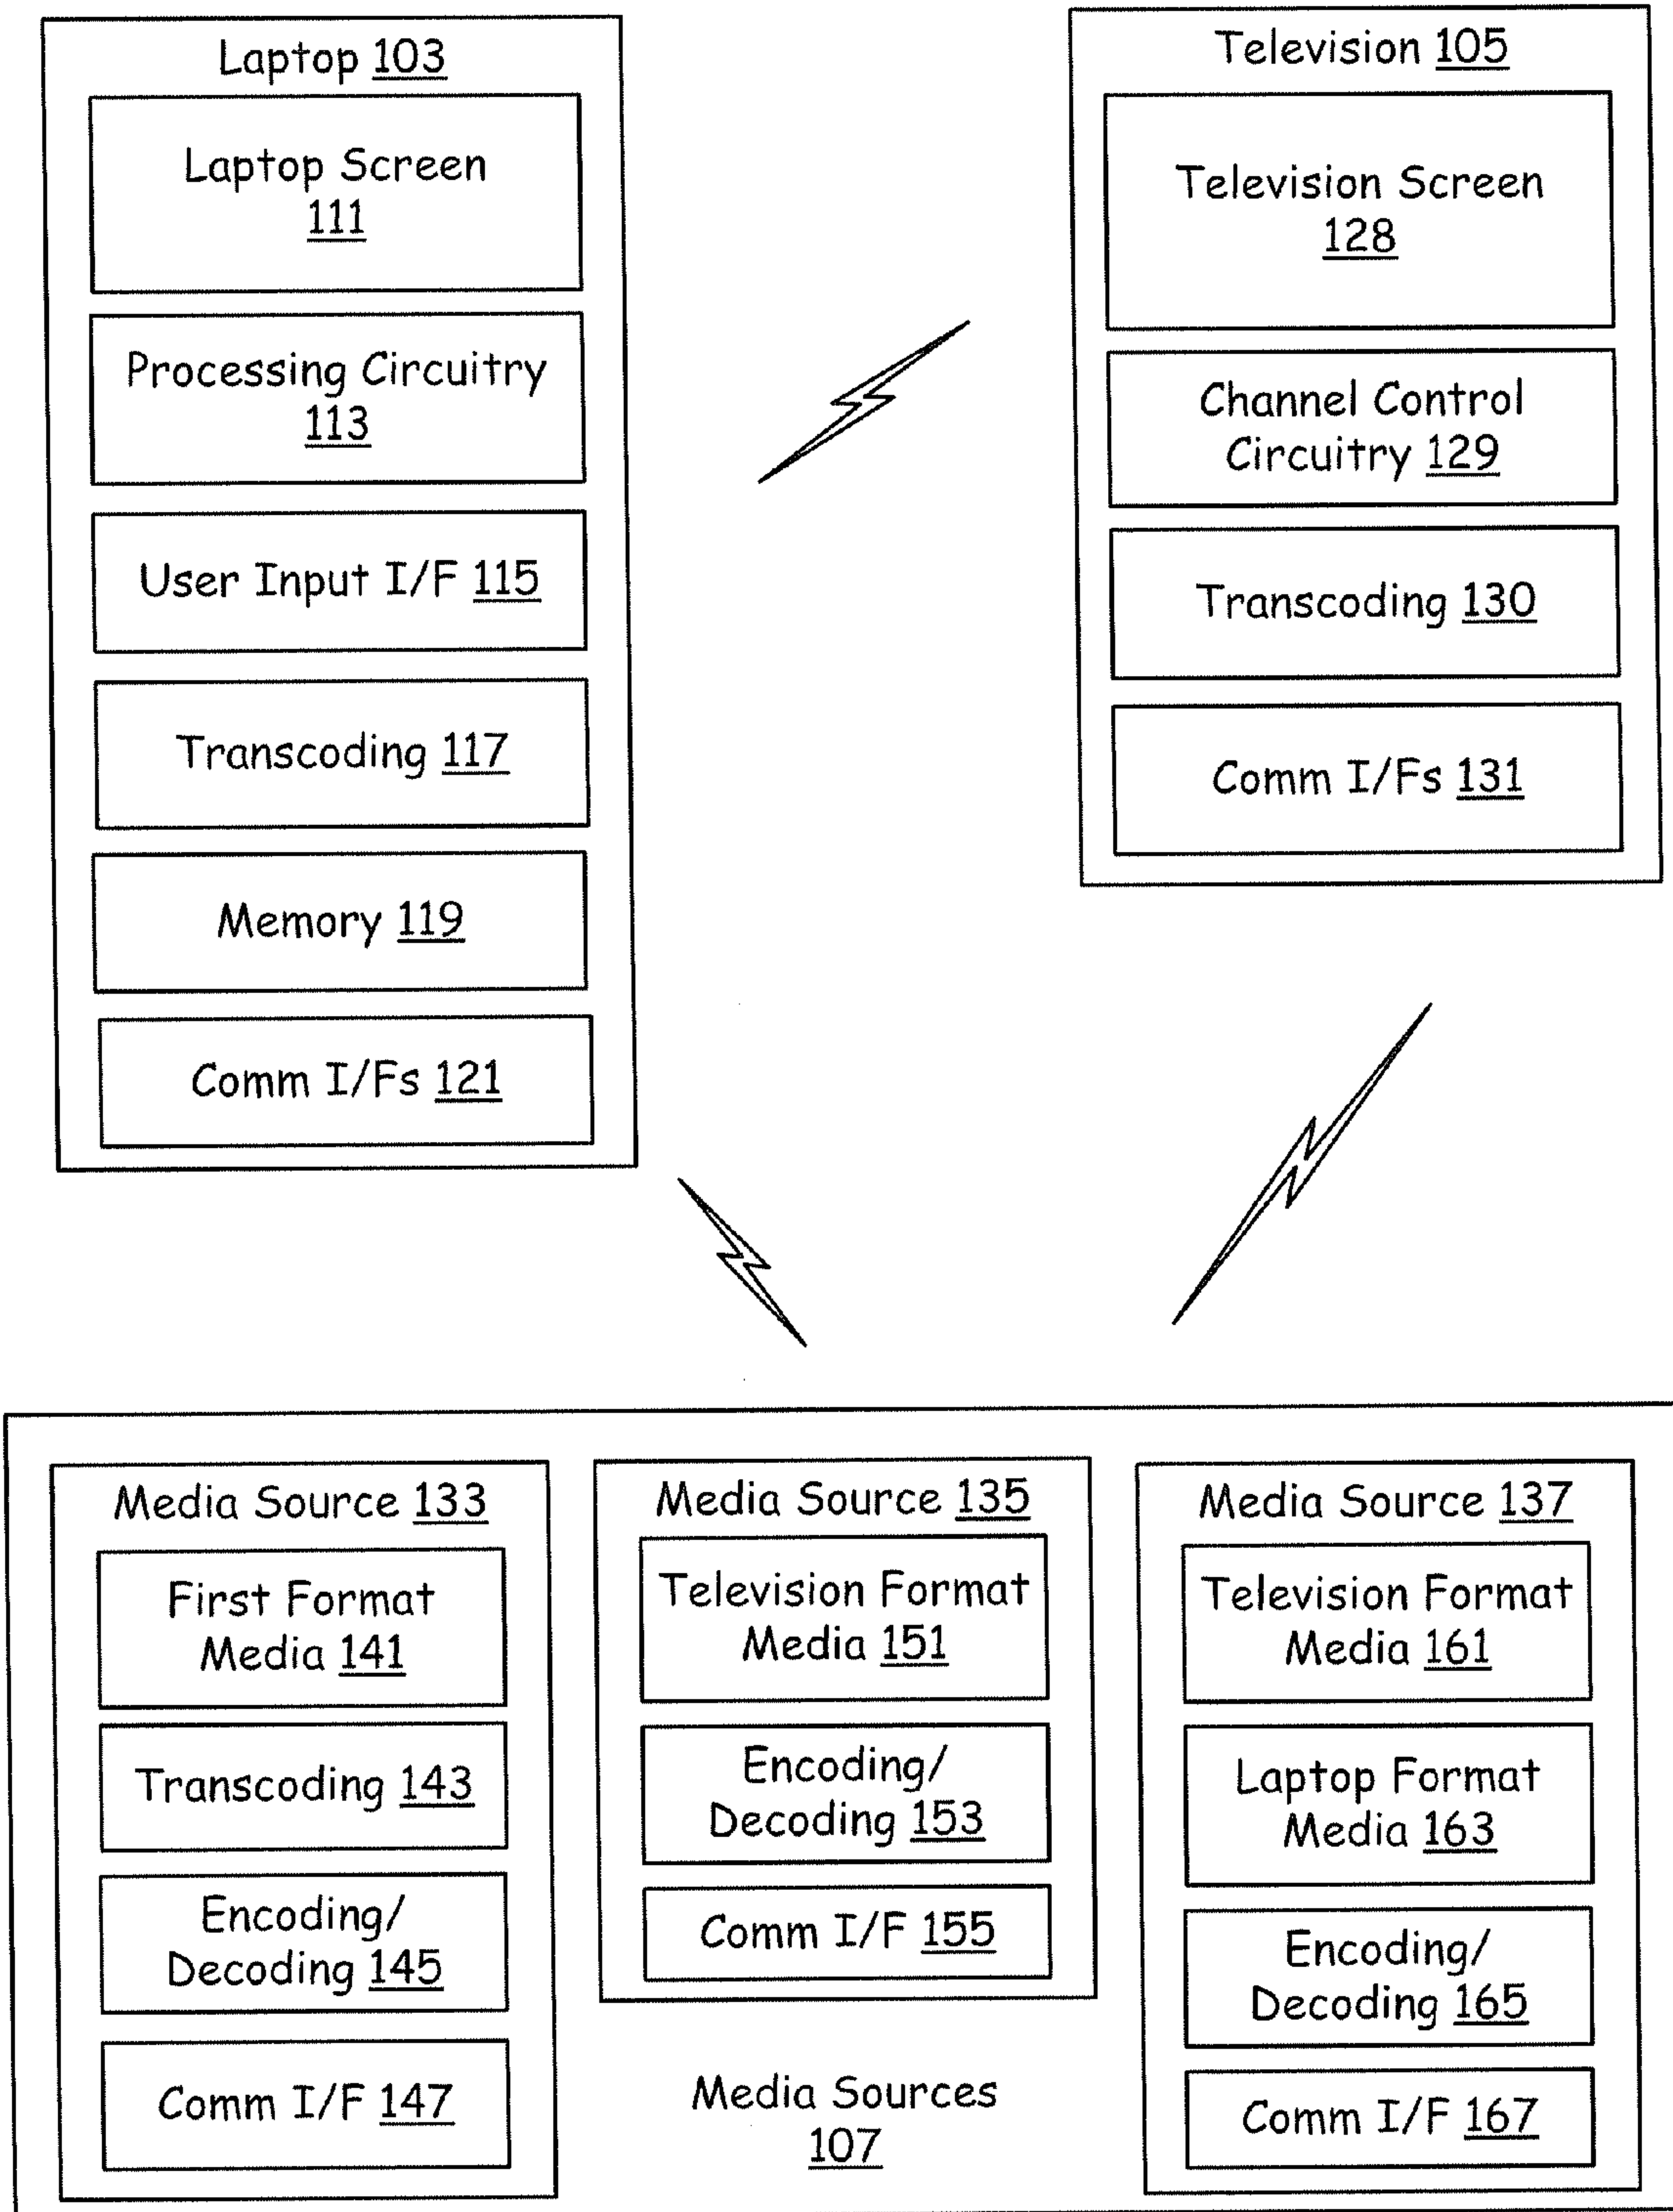 Laptop 103
Laptop Screen
111
Processing Circuitry
113
User Input I/F 115
Transcoding 117
Memory 119
Comm I/Fs 121
Television 105
Television Screen
128
Channel Control
Circuitry 129
Transcoding 130
Comm I/Fs 131
Media Source 133
First Format
Media 141
Transcoding 143
Encoding/
Decoding 145
Comm I/F 147
Media Source 135
Television Format
Media 151
Encoding/
Decoding 153
Comm I/F 155
Media Sources
107
Media Source 137
Television Format
Media 161
Laptop Format
Media 163
Encoding/
Decoding 165
Comm I/F 167